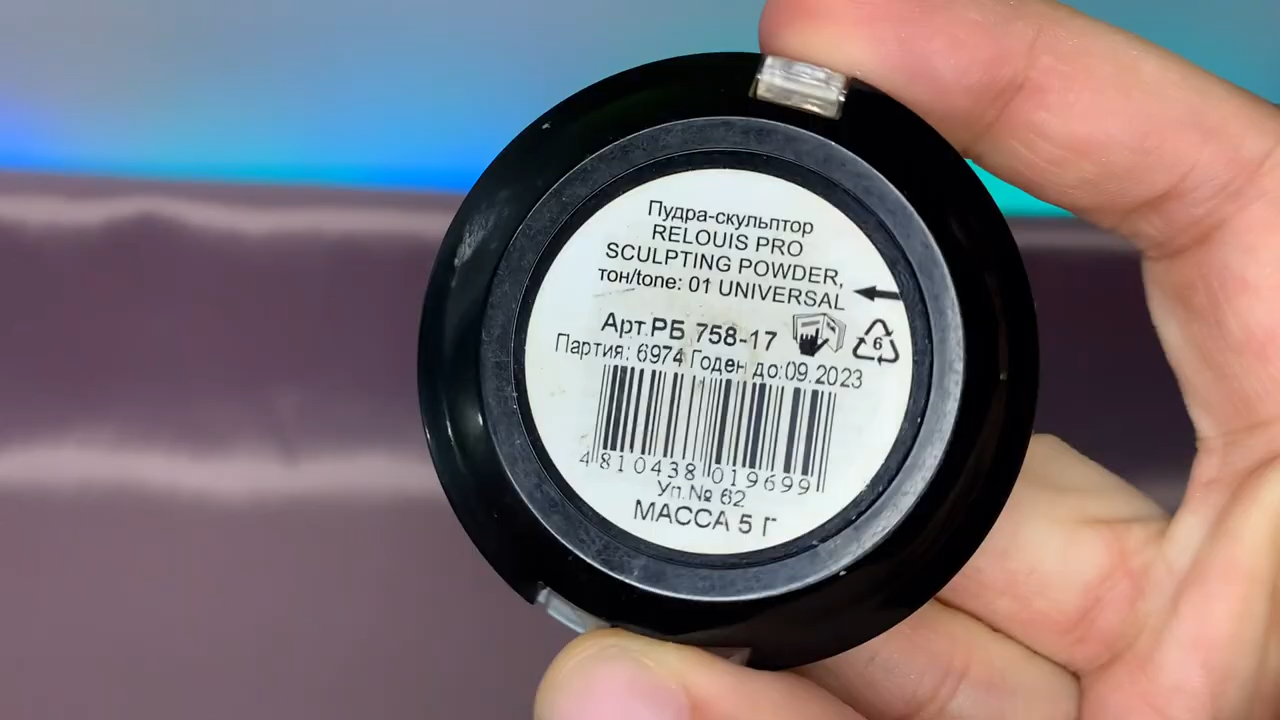 Пудра-скульптор
RELOUIS PRO
SCULPTING POWDER,
тон/tone: 01 UNIVERSAL
Арт.РБ 758-17
6
Партия: 6974 Годен до:09.2023
4 810438 019699
Уп.№ 62
МАССА 5 Г